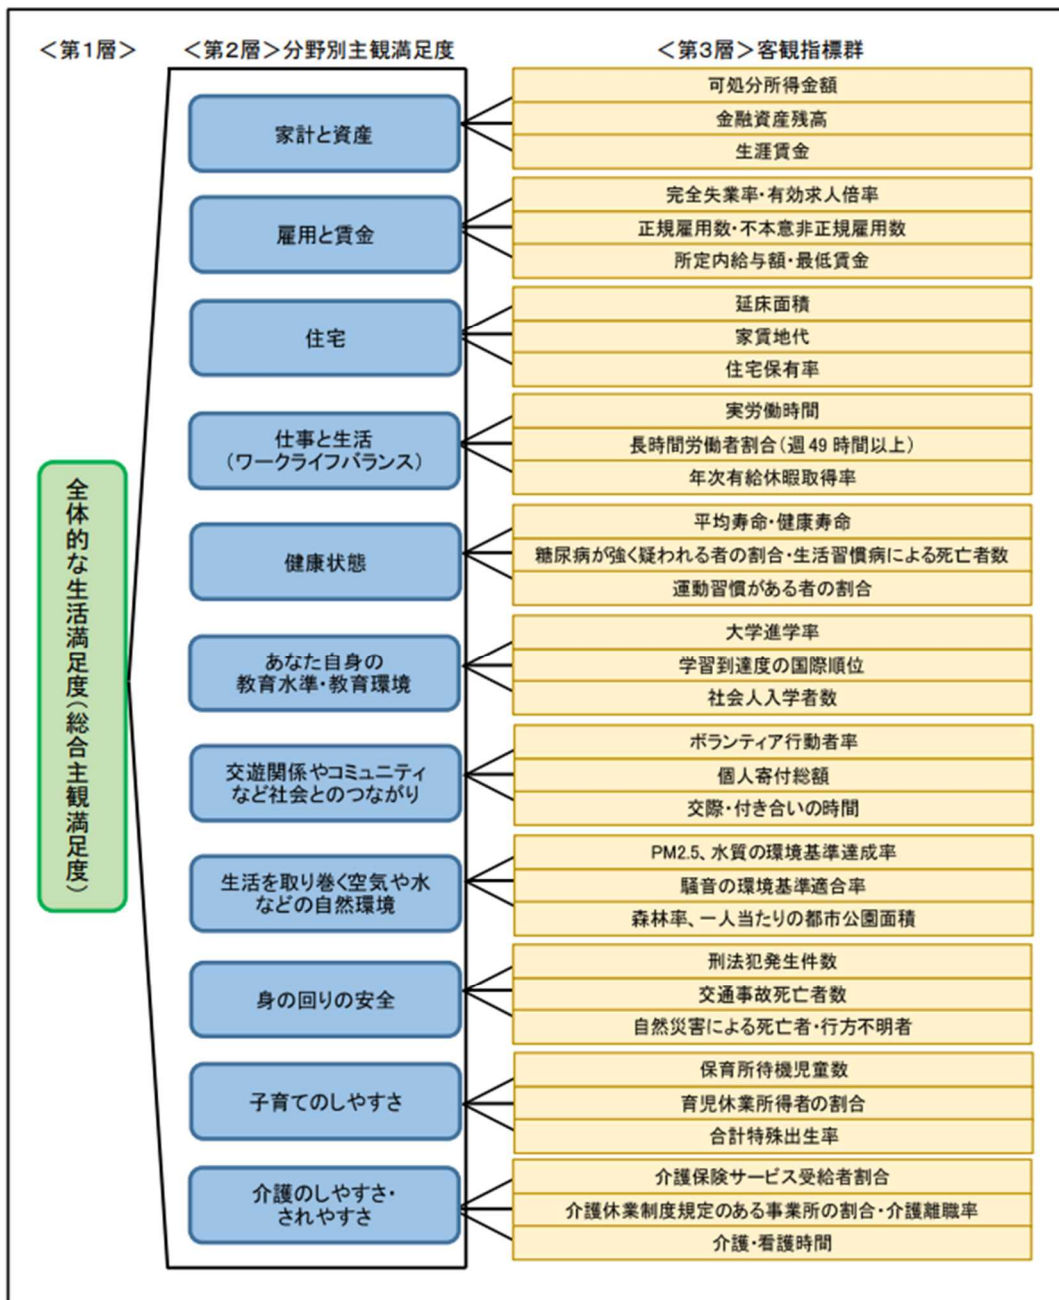 <第1層>
<第2層>分野別主観満足度
<第3層>客観指標群
全体的な生活満足度(総合主観満足度)
家計と資産
可処分所得金額
金融資産残高
生涯賃金
雇用と賃金
完全失業率・有効求人倍率
正規雇用数・不本意非正規雇用数
所定内給与額・最低賃金
住宅
延床面積
家賃地代
住宅保有率
仕事と生活
(ワークライフバランス)
実労働時間
長時間労働者割合(週49時間以上)
年次有給休暇取得率
健康状態
平均寿命・健康寿命
糖尿病が強く疑われる者の割合・生活習慣病による死亡者数
運動習慣がある者の割合
あなた自身の
教育水準・教育環境
大学進学率
学習到達度の国際順位
社会人入学者数
交遊関係やコミュニティ
など社会とのつながり
ボランティア行動者率
個人寄付総額
交際・付き合いの時間
生活を取り巻く空気や水
などの自然環境
PM2.5、水質の環境基準達成率
騒音の環境基準適合率
森林率、一人当たりの都市公園面積
身の回りの安全
刑法犯発生件数
交通事故死亡者数
自然災害による死亡者・行方不明者
子育てのしやすさ
保育所待機児童数
育児休業所得者の割合
合計特殊出生率
介護のしやすさ・
されやすさ
介護保険サービス受給者割合
介護休業制度規定のある事業所の割合・介護離職率
介護・看護時間